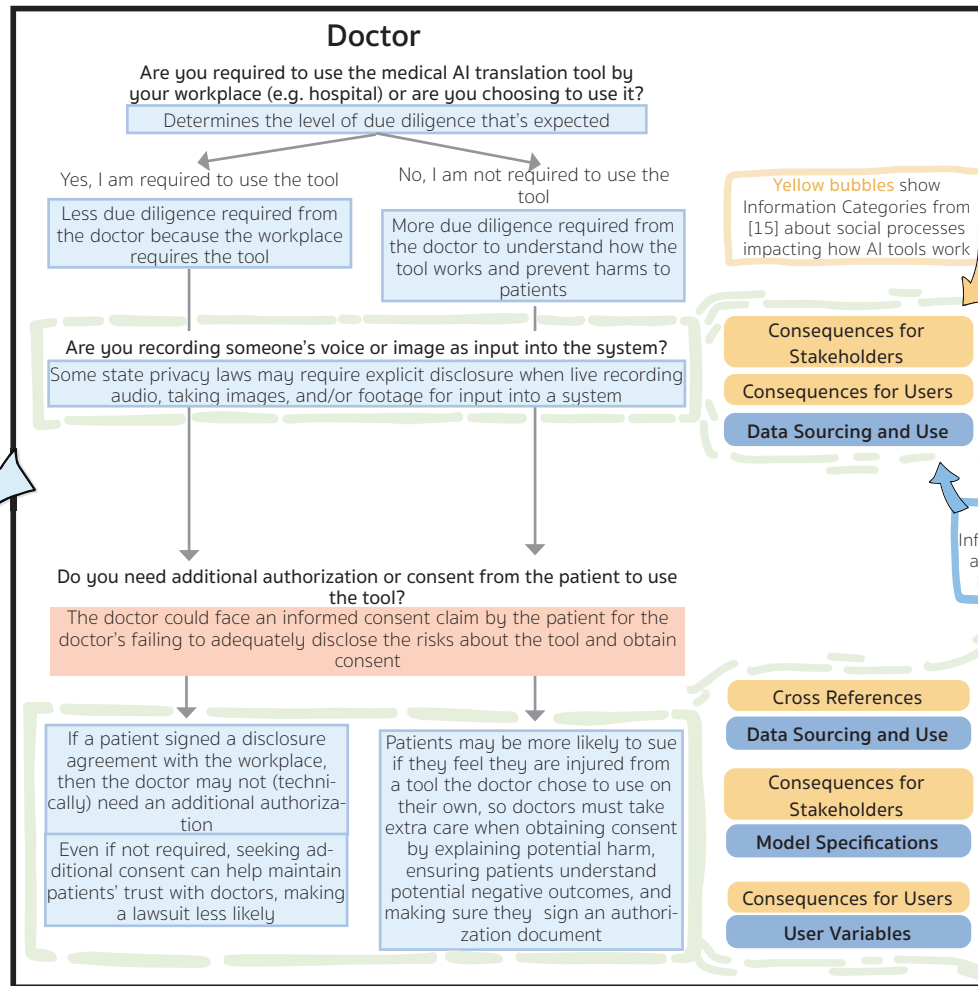 Doctor
Are you required to use the medical AI translation tool by
your workplace (e.g. hospital) or are you choosing to use it?
Determines the level of due diligence that's expected
Yes, I am required to use the tool
Less due diligence required from
the doctor because the workplace
requires the tool
No, I am not required to use the
tool
More due diligence required from
the doctor to understand how the
tool works and prevent harms to
patients
Yellow bubbles show
Information Categories from
[15] about social processes
impacting how AI tools work
Are you recording someone's voice or image as input into the system?
Some state privacy laws may require explicit disclosure when live recording
audio, taking images, and/or footage for input into a system
Consequences for
Stakeholders
Consequences for Users
Data Sourcing and Use
Do you need additional authorization or consent from the patient to use
the tool?
The doctor could face an informed consent claim by the patient for the
doctor's failing to adequately disclose the risks about the tool and obtain
consent
If a patient signed a disclosure
agreement with the workplace,
then the doctor may not (techni-
cally) need an additional authoriza-
tion
Even if not required, seeking ad-
ditional consent can help maintain
patients' trust with doctors, making
a lawsuit less likely
Patients may be more likely to sue
if they feel they are injured from
a tool the doctor chose to use on
their own, so doctors must take
extra care when obtaining consent
by explaining potential harm,
ensuring patients understand
potential negative outcomes, and
making sure they sign an authori-
zation document
Cross References
Data Sourcing and Use
Consequences for
Stakeholders
Model Specifications
Consequences for Users
User Variables